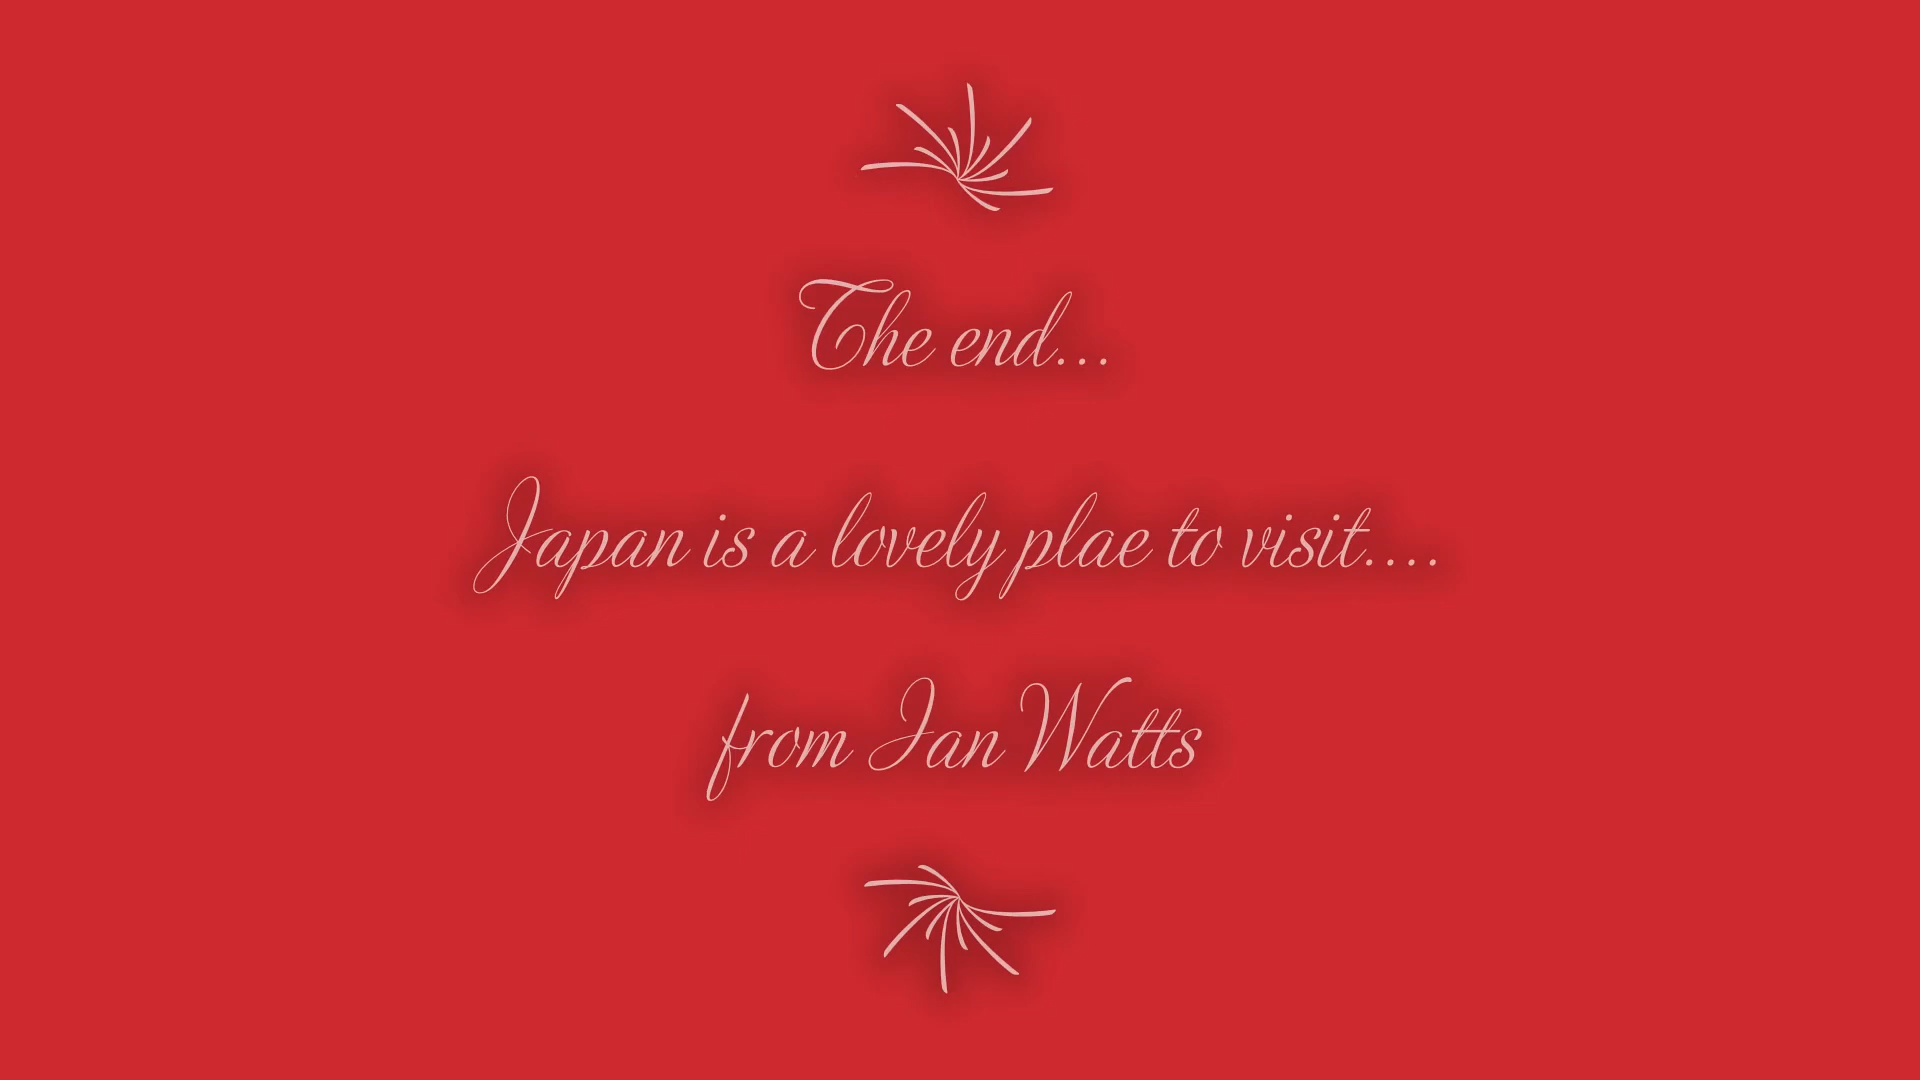 The end...
Japan is a lovely plae to visit....
from Ian Watts